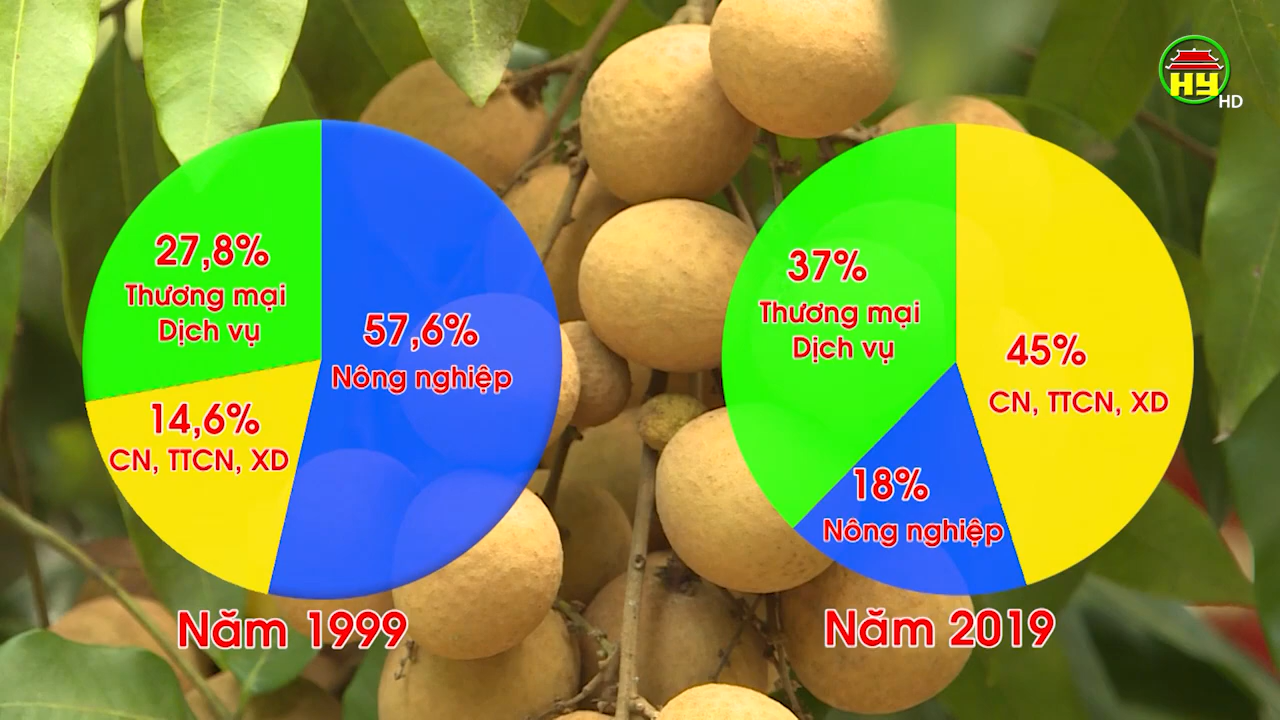 HY
HD
27,8%
Thương mại
Dịch vụ
57,6%
Nông nghiệp
14,6%
CN, TTCN, XD
Năm 1999
37%
Thương mại
Dịch vụ
45%
CN, TTCN, XD
18%
Nông nghiệp
Năm 2019